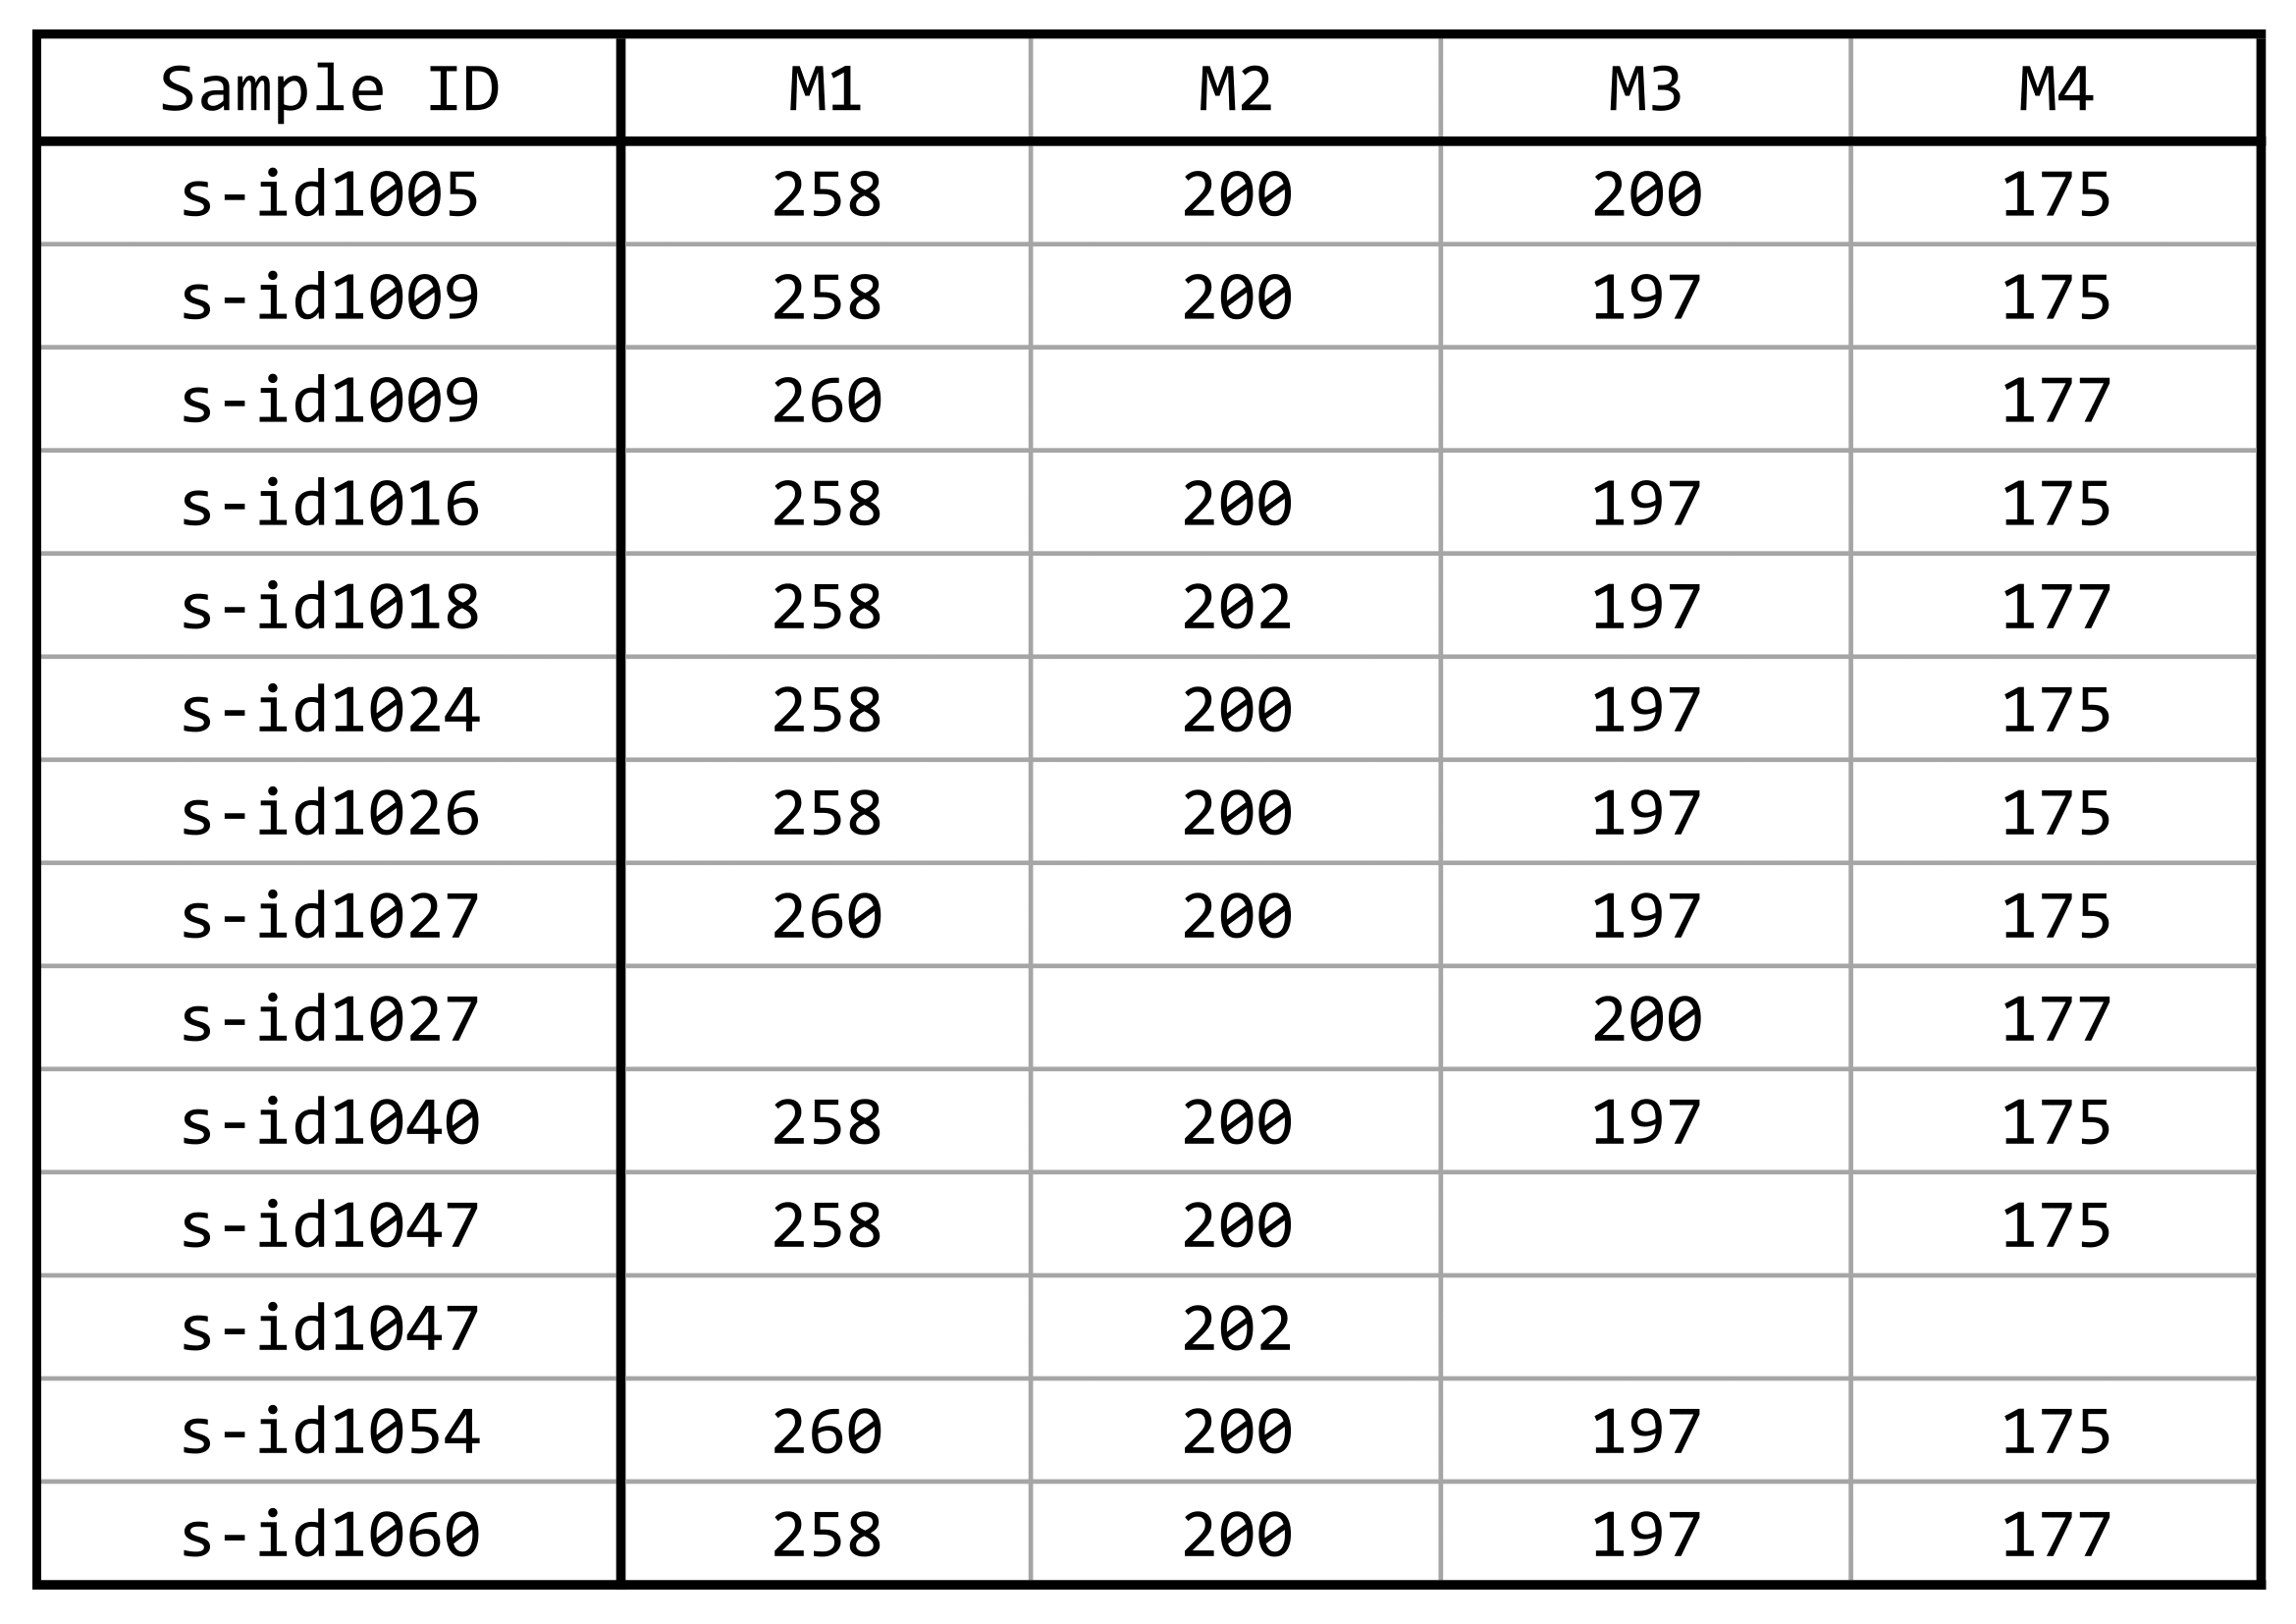 Sample ID M1 M2 M3 M4
s-id1005 258 200 200 175
s-id1009 258 200 197 175
s-id1009 260 177
s-id1016 258 200 197 175
s-id1018 258 202 197 177
s-id1024 258 200 197 175
s-id1026 258 200 197 175
s-id1027 260 200 197 175
s-id1027 200 177
s-id1040 258 200 197 175
s-id1047 258 200 175
s-id1047 202
s-id1054 260 200 197 175
s-id1060 258 200 197 177